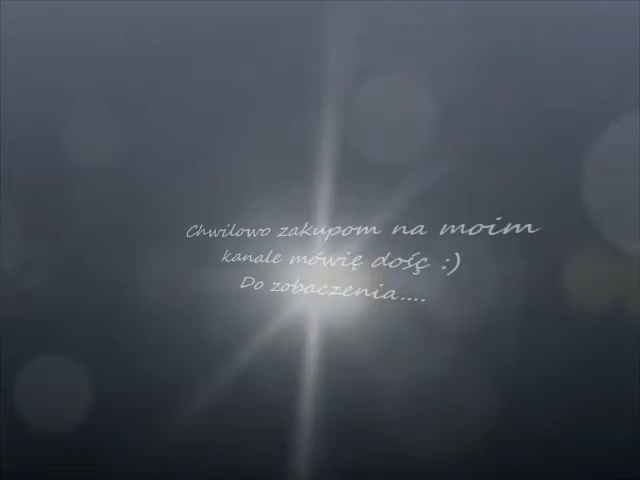 Chwilowo zakupom na moim
kanale mówię dość :)
Do zobaczenia....